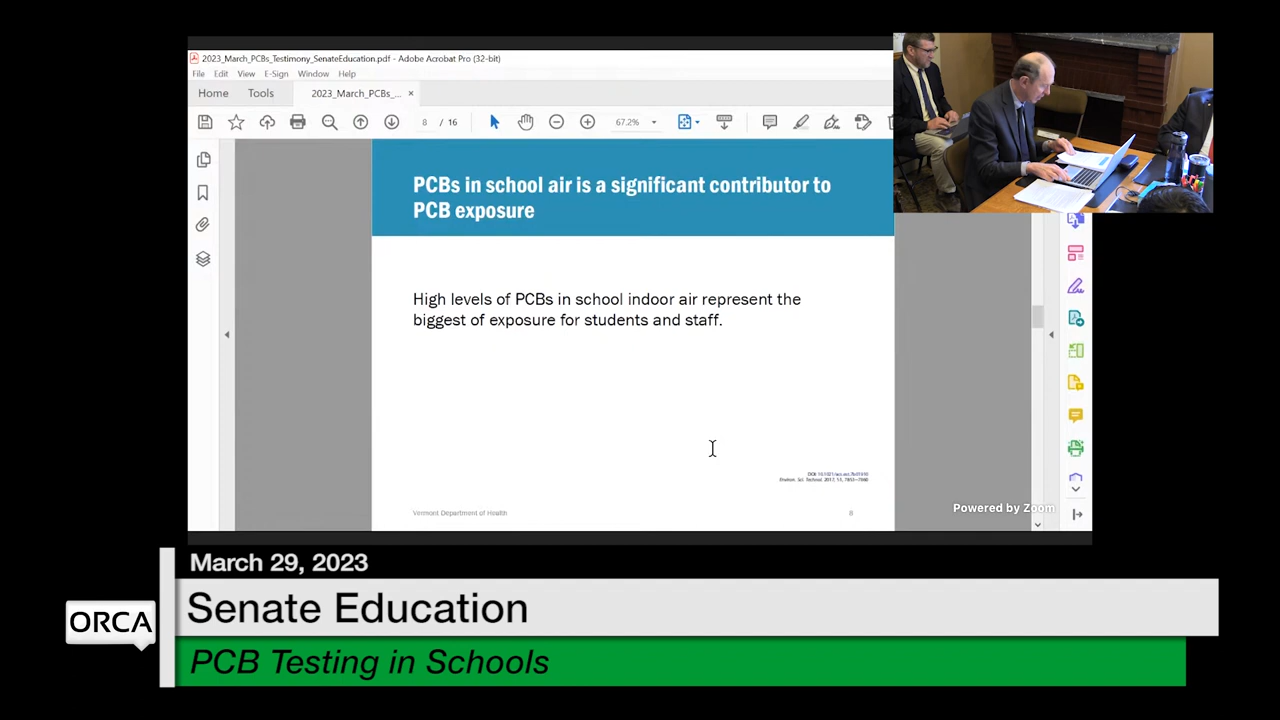 2023_March_PCBs_Testimony_SenateEducation.pdf - Adobe Acrobat Pro (32-bit)
File Edit View E-Sign Window Help
Home Tools 2023_March_PCBs_... ×
8 / 16 67.2%
PCBs in school air is a significant contributor to
PCB exposure
High levels of PCBs in school indoor air represent the
biggest of exposure for students and staff.
Vermont Department of Health 8
Powered by Zoom
March 29, 2023
Senate Education
ORCA
PCB Testing in Schools